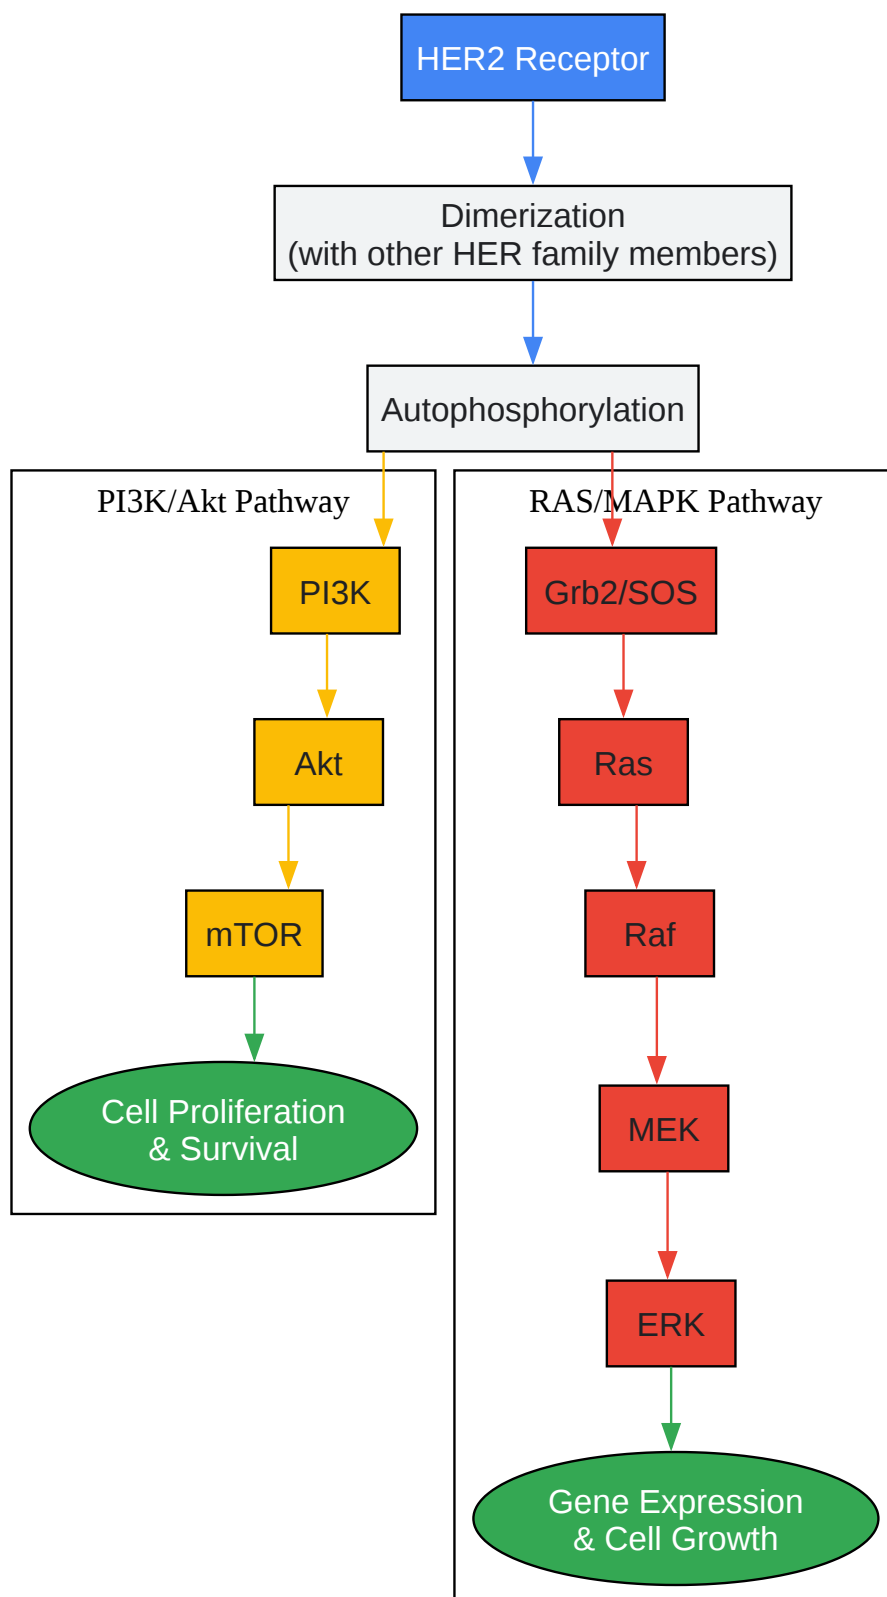 HER2 Receptor
Dimerization
(with other HER family members)
Autophosphorylation
PI3K/Akt Pathway
PI3K
Akt
mTOR
Cell Proliferation
& Survival
RAS/MAPK Pathway
Grb2/SOS
Ras
Raf
MEK
ERK
Gene Expression
& Cell Growth